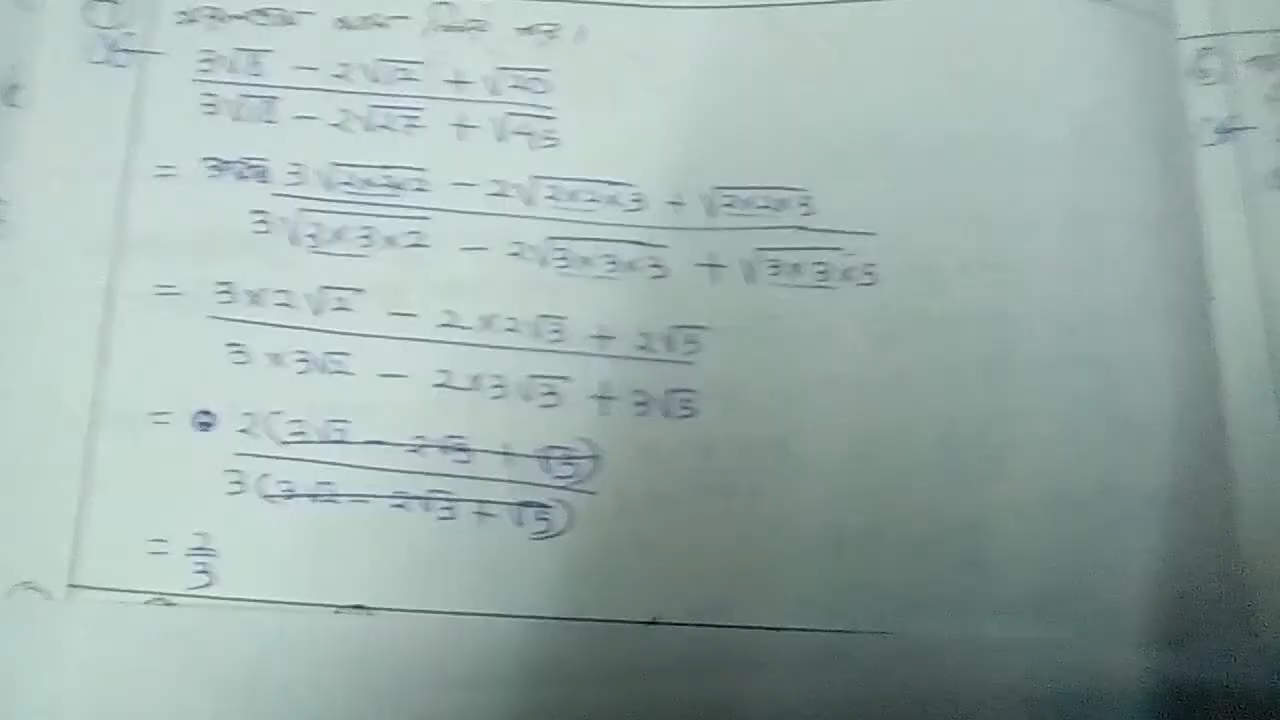 ①
3√8 − 2√12 + √20
3√18 − 2√27 + √45
= 3√2×2×2 − 2√2×2×3 + √2×2×5
3√3×3×2 − 2√3×3×3 + √3×3×5
= 3×2√2 − 2×2√3 + 2√5
3×3√2 − 2×3√3 + 3√5
= 2(3√2 − 2√3 + √5)
3(3√2 − 2√3 + √5)
= 2/3